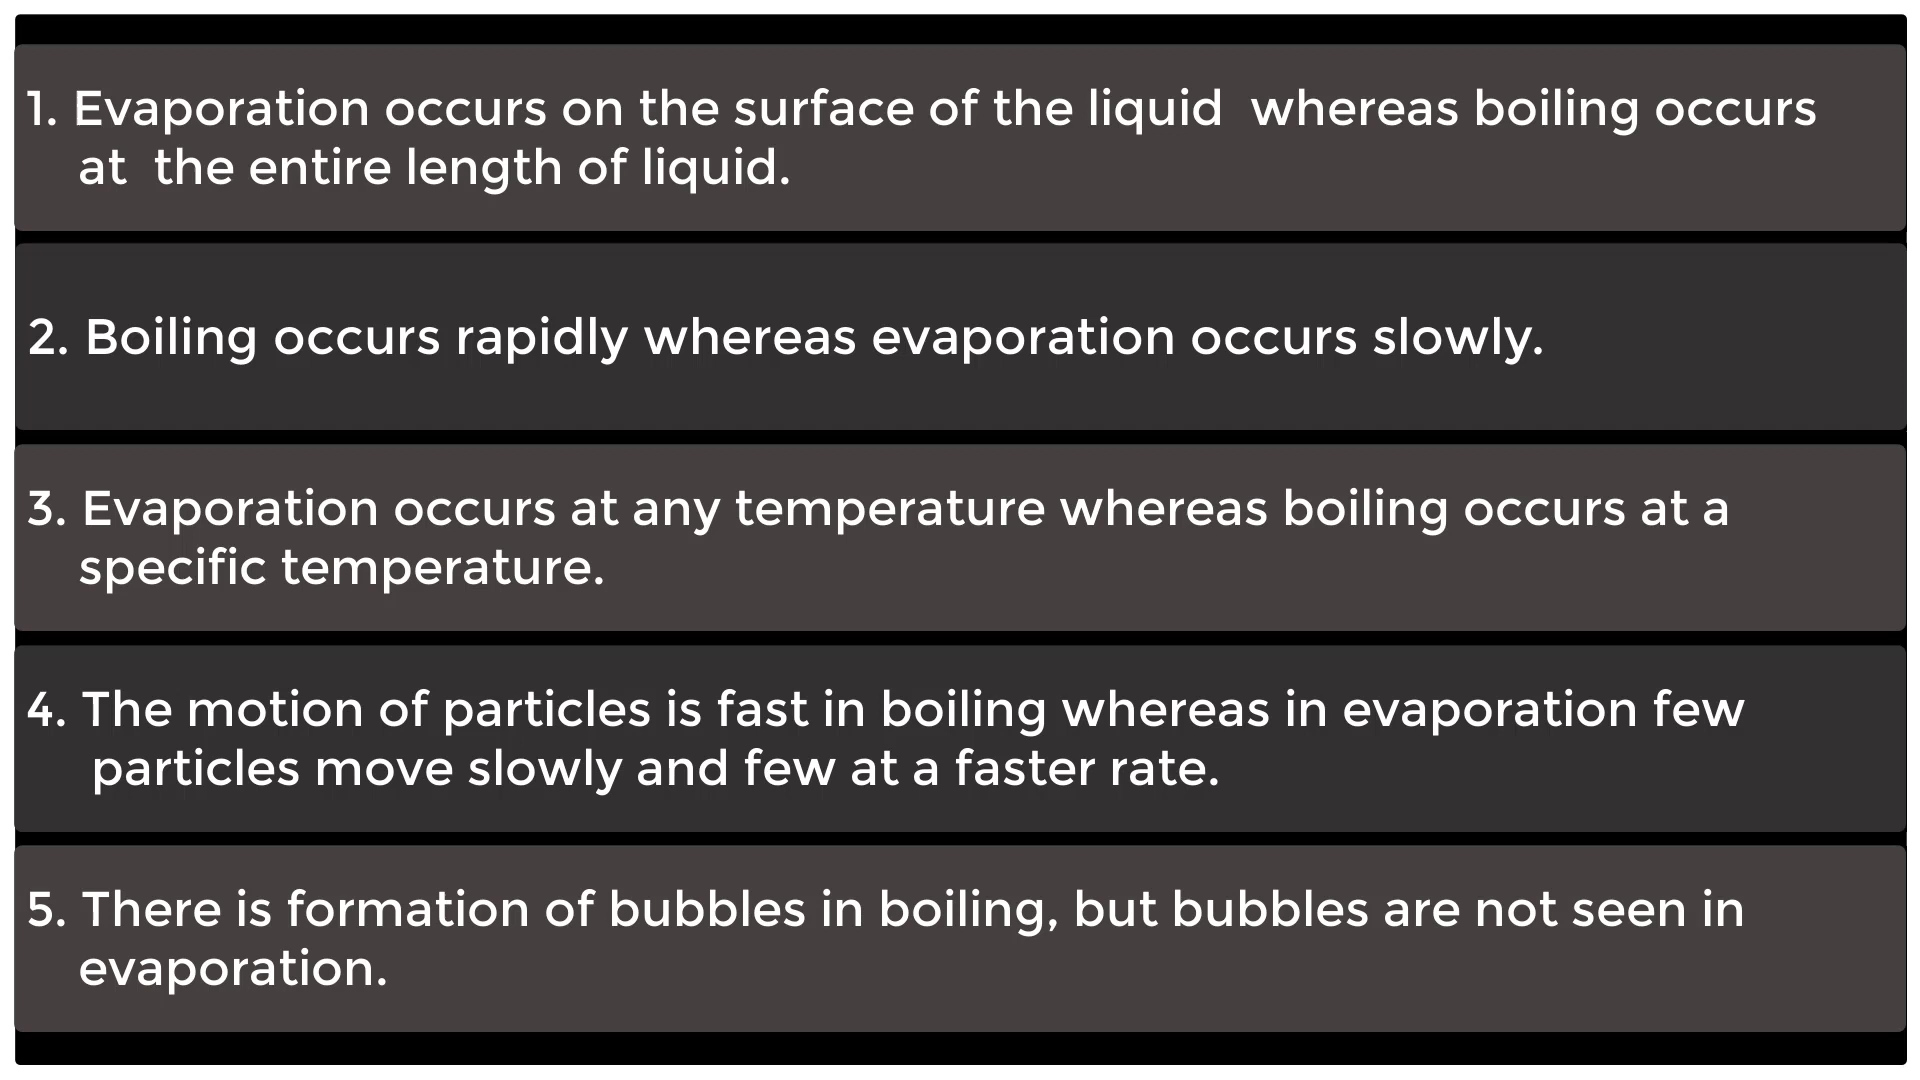 1. Evaporation occurs on the surface of the liquid  whereas boiling occurs
at  the entire length of liquid.
2. Boiling occurs rapidly whereas evaporation occurs slowly.
3. Evaporation occurs at any temperature whereas boiling occurs at a
specific temperature.
4. The motion of particles is fast in boiling whereas in evaporation few
particles move slowly and few at a faster rate.
5. There is formation of bubbles in boiling, but bubbles are not seen in
evaporation.